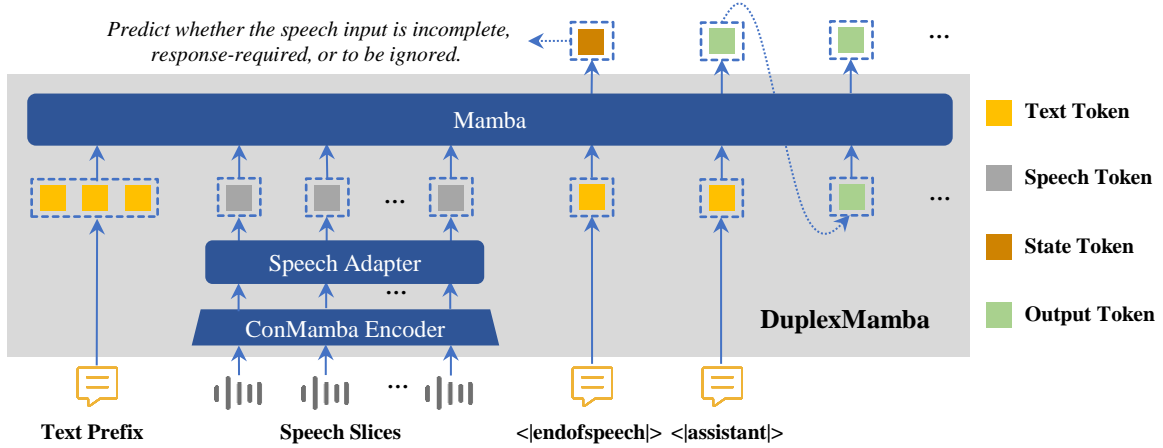 Predict whether the speech input is incomplete,
response-required, or to be ignored.
...
Mamba
Text Token
Speech Token
State Token
Output Token
...
...
Speech Adapter
...
ConMamba Encoder
DuplexMamba
...
Text Prefix
Speech Slices
<|endofspeech|>
<|assistant|>